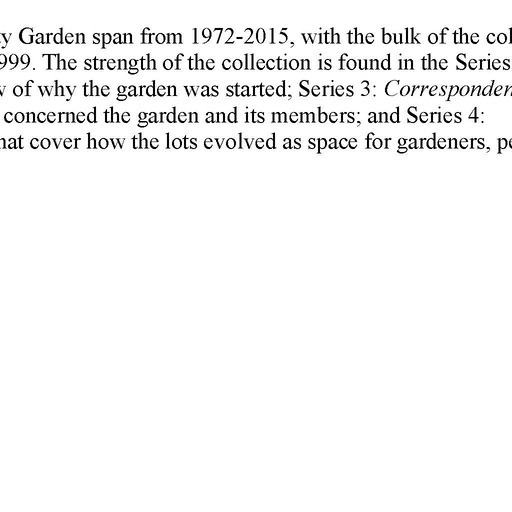 y Garden span from 1972-2015, with the bulk of the col
999. The strength of the collection is found in the Series
of why the garden was started; Series 3: Corresponden
concerned the garden and its members; and Series 4:
hat cover how the lots evolved as space for gardeners, pe